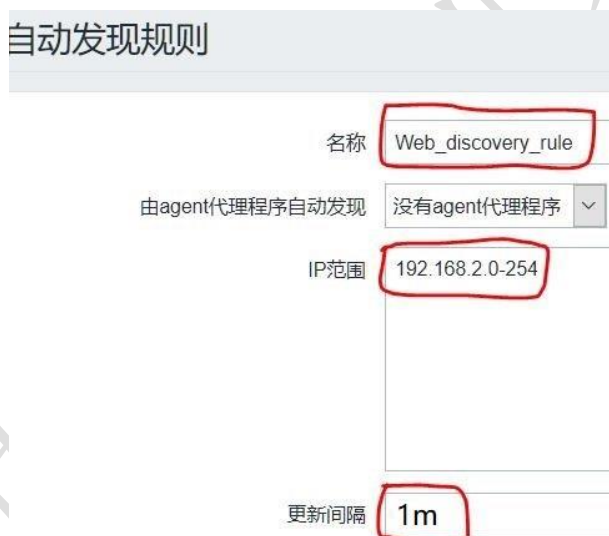 自动发现规则
名称 Web_discovery_rule
由agent代理程序自动发现 没有agent代理程序
IP范围 192.168.2.0-254
更新间隔 1m